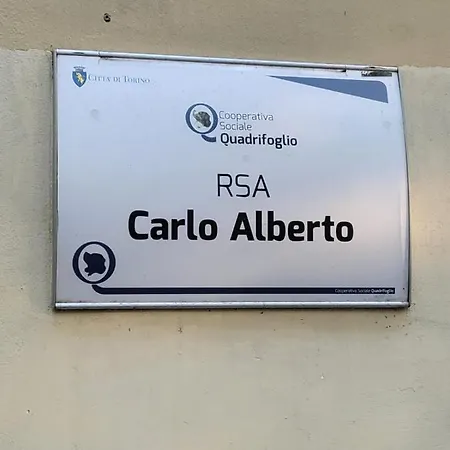 CITTÀ DI TORINO
Cooperativa
Sociale
Quadrifoglio
RSA
Carlo Alberto
Cooperativa Sociale Quadrifoglio